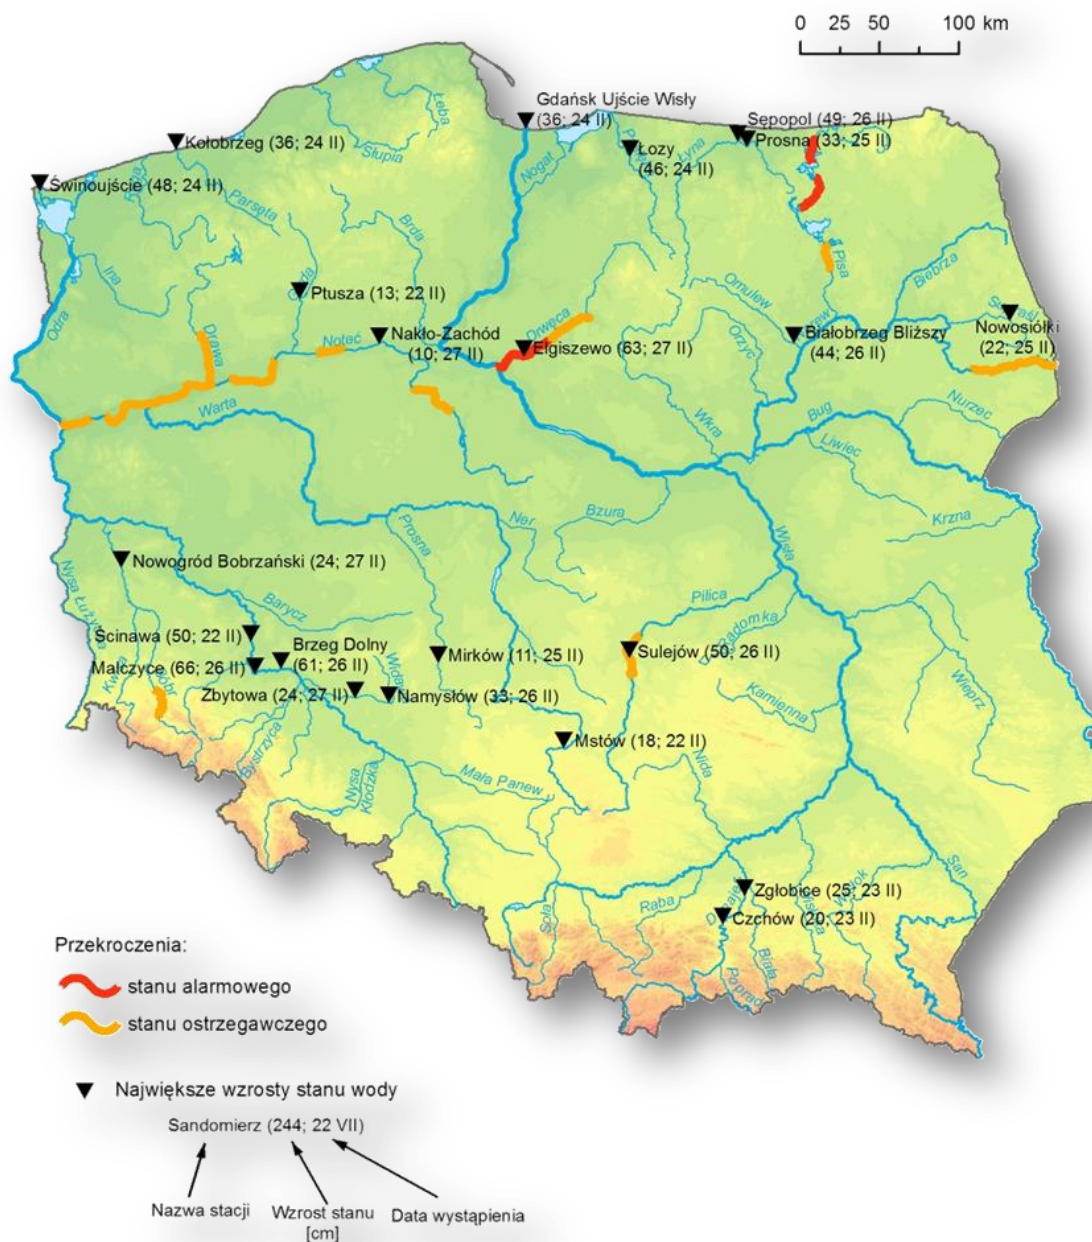 0 25 50 100 km
Gdańsk Ujście Wisły
(36; 24 II)
Sępopol (49; 26 II)
Prosna (33; 25 II)
Kołobrzeg (36; 24 II)
Łozy
(46; 24 II)
Świnoujście (48; 24 II)
Łeba
Słupia
Nogat
Łyna
Parsęta
Brda
Ina
Odra
Gwda
Ptusza (13; 22 II)
Pisa
Biebrza
Omulew
Drwęca
Drawa
Noteć
Nakło-Zachód
(10; 27 II)
Elgiszewo (63; 27 II)
Orzyc
Narew
Białobrzeg Bliższy
(44; 26 II)
Nowosiółki
(22; 25 II)
Warta
Wkra
Bug
Nurzec
Liwiec
Krzna
Prosna
Ner
Bzura
Wisła
Nowogród Bobrzański (24; 27 II)
Nysa Łużycka
Barycz
Pilica
Radomka
Ścinawa (50; 22 II)
Brzeg Dolny
(61; 26 II)
Malczyce (66; 26 II)
Widawa
Mirków (11; 25 II)
Sulejów (50; 26 II)
Kwisa
Bóbr
Zbytowa (24; 27 II)
Namysłów (33; 26 II)
Kamienna
Wieprz
Mstów (18; 22 II)
Bystrzyca
Nysa
Kłodzka
Mała Panew
Nida
San
Wisłok
Zgłobice (25; 23 II)
Raba
Dunajec
Wisłoka
Czchów (20; 23 II)
Soła
Biała
Poprad
Przekroczenia:
stanu alarmowego
stanu ostrzegawczego
Największe wzrosty stanu wody
Sandomierz (244; 22 VII)
Nazwa stacji
Wzrost stanu
[cm]
Data wystąpienia